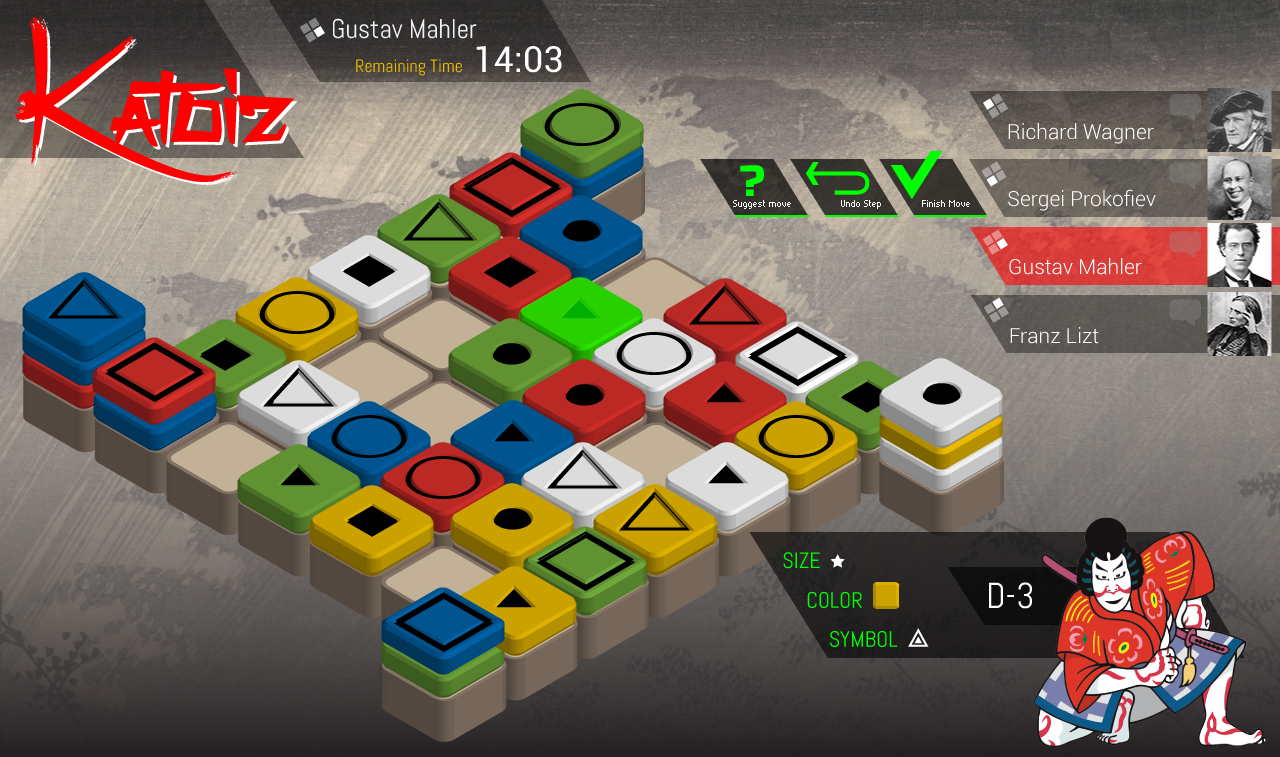 Katoiz
Gustav Mahler
Remaining Time 14:03
Richard Wagner
Sergei Prokofiev
Gustav Mahler
Franz Lizt
? Suggest move
Undo Step
Finish Move
SIZE
COLOR
SYMBOL
D-3